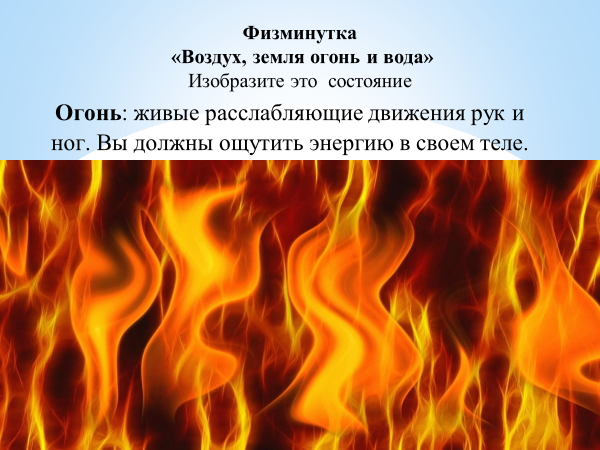 Физминутка
«Воздух, земля огонь и вода»
Изобразите это состояние
Огонь: живые расслабляющие движения рук и
ног. Вы должны ощутить энергию в своем теле.